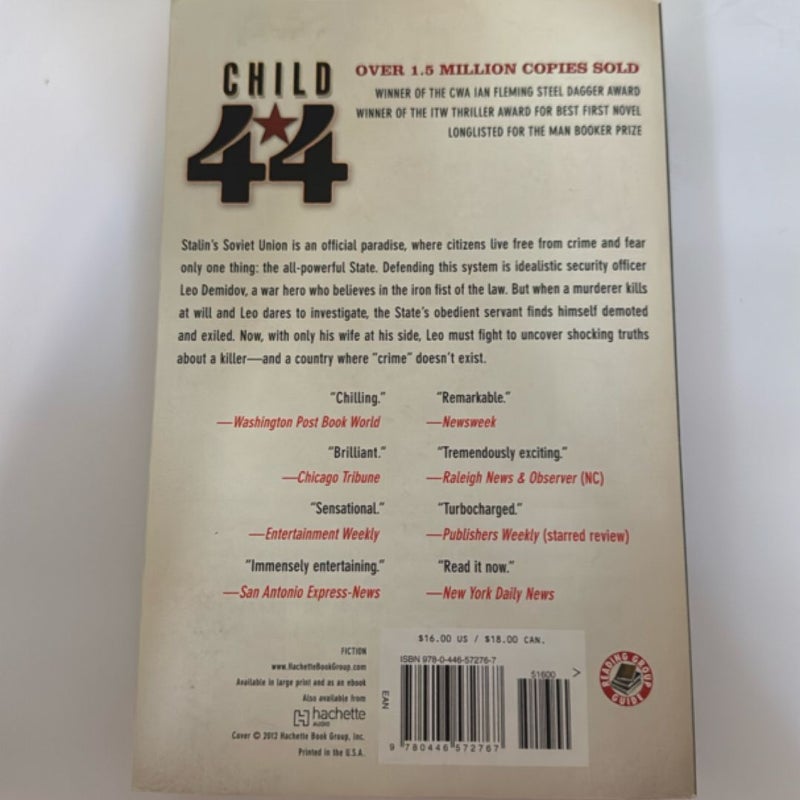 CHILD
44
OVER 1.5 MILLION COPIES SOLD
WINNER OF THE CWA IAN FLEMING STEEL DAGGER AWARD
WINNER OF THE ITW THRILLER AWARD FOR BEST FIRST NOVEL
LONGLISTED FOR THE MAN BOOKER PRIZE
Stalin's Soviet Union is an official paradise, where citizens live free from crime and fear
only one thing: the all-powerful State. Defending this system is idealistic security officer
Leo Demidov, a war hero who believes in the iron fist of the law. But when a murderer kills
at will and Leo dares to investigate, the State's obedient servant finds himself demoted
and exiled. Now, with only his wife at his side, Leo must fight to uncover shocking truths
about a killer—and a country where "crime" doesn't exist.
"Chilling."
—Washington Post Book World
"Brilliant."
—Chicago Tribune
"Sensational."
—Entertainment Weekly
"Immensely entertaining."
—San Antonio Express-News
"Remarkable."
—Newsweek
"Tremendously exciting."
—Raleigh News & Observer (NC)
"Turbocharged."
—Publishers Weekly (starred review)
"Read it now."
—New York Daily News
FICTION
www.HachetteBookGroup.com
Available in large print and as an ebook
Also available from
hachette
AUDIO
Cover © 2012 Hachette Book Group, Inc.
Printed in the U.S.A.
$16.00 US / $18.00 CAN.
ISBN 978-0-446-57276-7
51600 >
EAN
9 780446 572767
READING GROUP
GUIDE